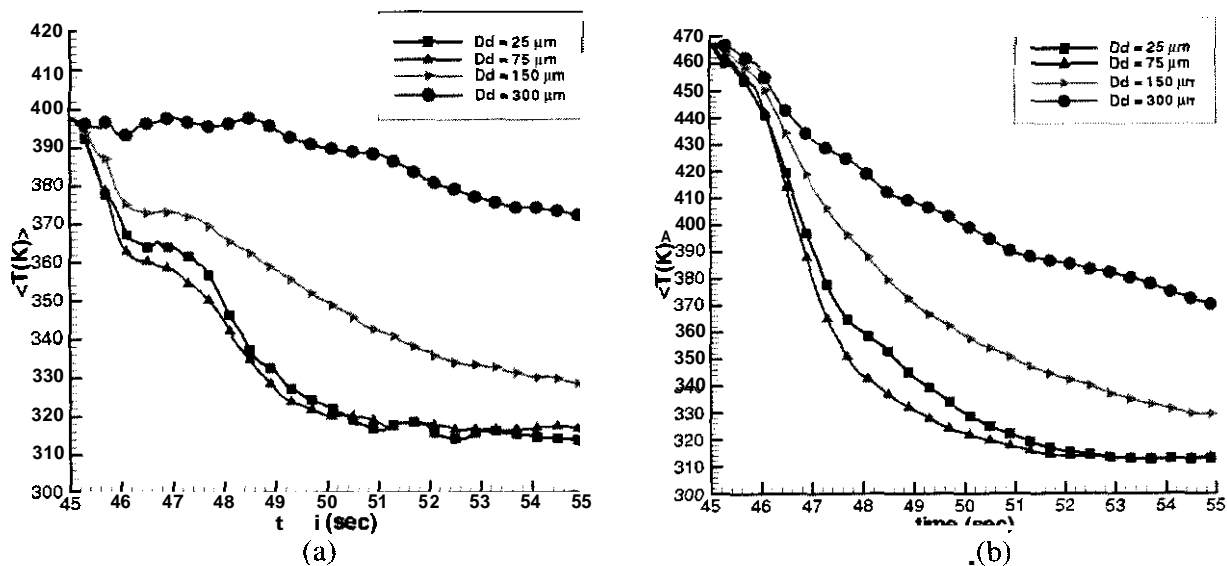 420
410
400
390
380
370
360
350
340
330
320
310
300
<T(K)>
45 46 47 48 49 50 51 52 53 54 55
t i (sec)
Dd = 25 µm
Dd = 75 µm
Dd = 150 µm
Dd = 300 µm
(a)
470
460
450
440
430
420
410
400
390
380
370
360
350
340
330
320
310
300
<T(K)>
A
45 46 47 48 49 50 51 52 53 54 55
time (sec)
Dd = 25 µm
Dd = 75 µm
Dd = 150 µm
Dd = 300 µm
(b)